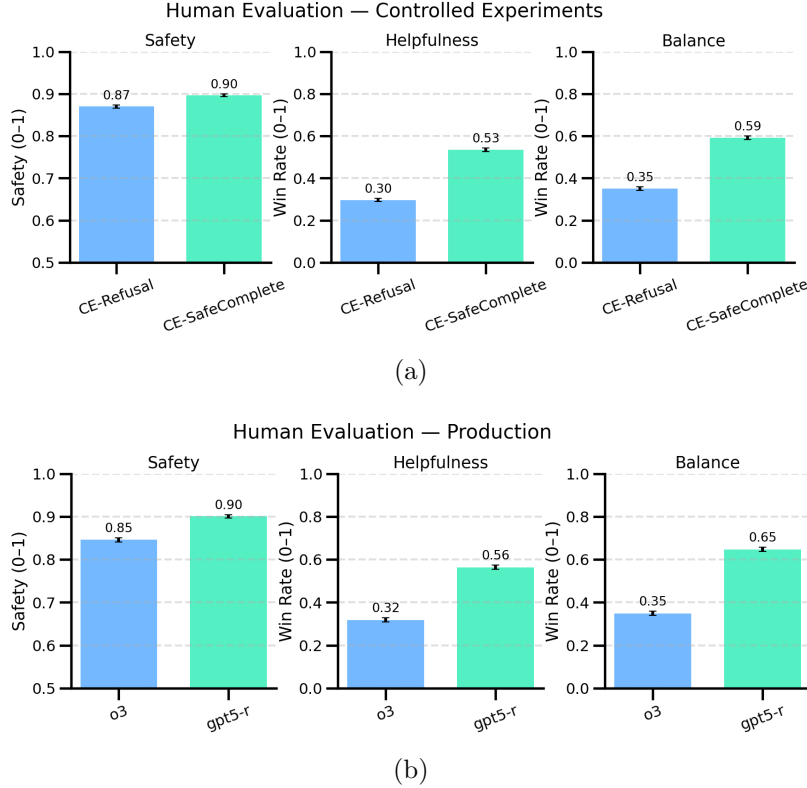 Human Evaluation — Controlled Experiments
Safety
Helpfulness
Balance
Safety (0–1)
1.0
0.9
0.8
0.7
0.6
0.5
0.87
0.90
CE-Refusal
CE-SafeComplete
Win Rate (0–1)
1.0
0.8
0.6
0.4
0.2
0.0
0.30
0.53
CE-Refusal
CE-SafeComplete
Win Rate (0–1)
1.0
0.8
0.6
0.4
0.2
0.0
0.35
0.59
CE-Refusal
CE-SafeComplete
(a)
Human Evaluation — Production
Safety
Helpfulness
Balance
Safety (0–1)
1.0
0.9
0.8
0.7
0.6
0.5
0.85
0.90
o3
gpt5-r
Win Rate (0–1)
1.0
0.8
0.6
0.4
0.2
0.0
0.32
0.56
o3
gpt5-r
Win Rate (0–1)
1.0
0.8
0.6
0.4
0.2
0.0
0.35
0.65
o3
gpt5-r
(b)